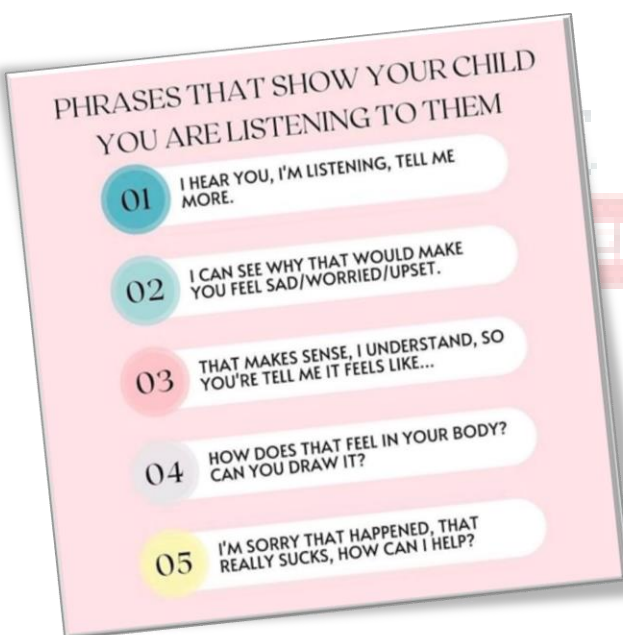 PHRASES THAT SHOW YOUR CHILD
YOU ARE LISTENING TO THEM
01
I HEAR YOU, I'M LISTENING, TELL ME
MORE.
02
I CAN SEE WHY THAT WOULD MAKE
YOU FEEL SAD/WORRIED/UPSET.
03
THAT MAKES SENSE, I UNDERSTAND, SO
YOU'RE TELL ME IT FEELS LIKE...
04
HOW DOES THAT FEEL IN YOUR BODY?
CAN YOU DRAW IT?
05
I'M SORRY THAT HAPPENED, THAT
REALLY SUCKS, HOW CAN I HELP?